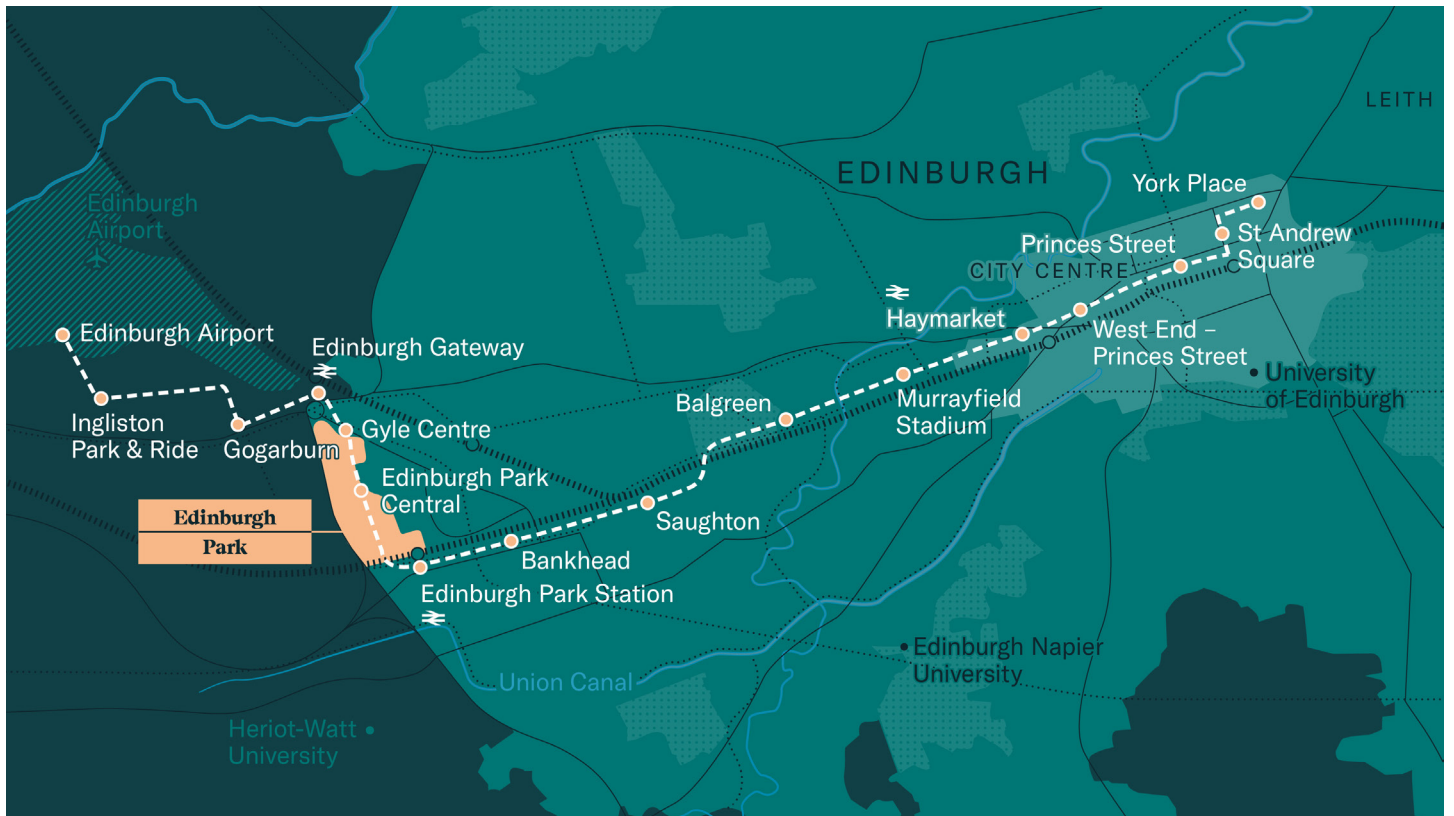 LEITH
EDINBURGH
York Place
Edinburgh
Airport
St Andrew
Square
Princes Street
CITY CENTRE
Haymarket
West End –
Princes Street
Edinburgh Airport
Edinburgh Gateway
University
of Edinburgh
Murrayfield
Stadium
Balgreen
Ingliston
Park & Ride
Gogarburn
Gyle Centre
Edinburgh Park
Central
Saughton
Edinburgh
Park
Bankhead
Edinburgh Park Station
Edinburgh Napier
University
Union Canal
Heriot-Watt
University